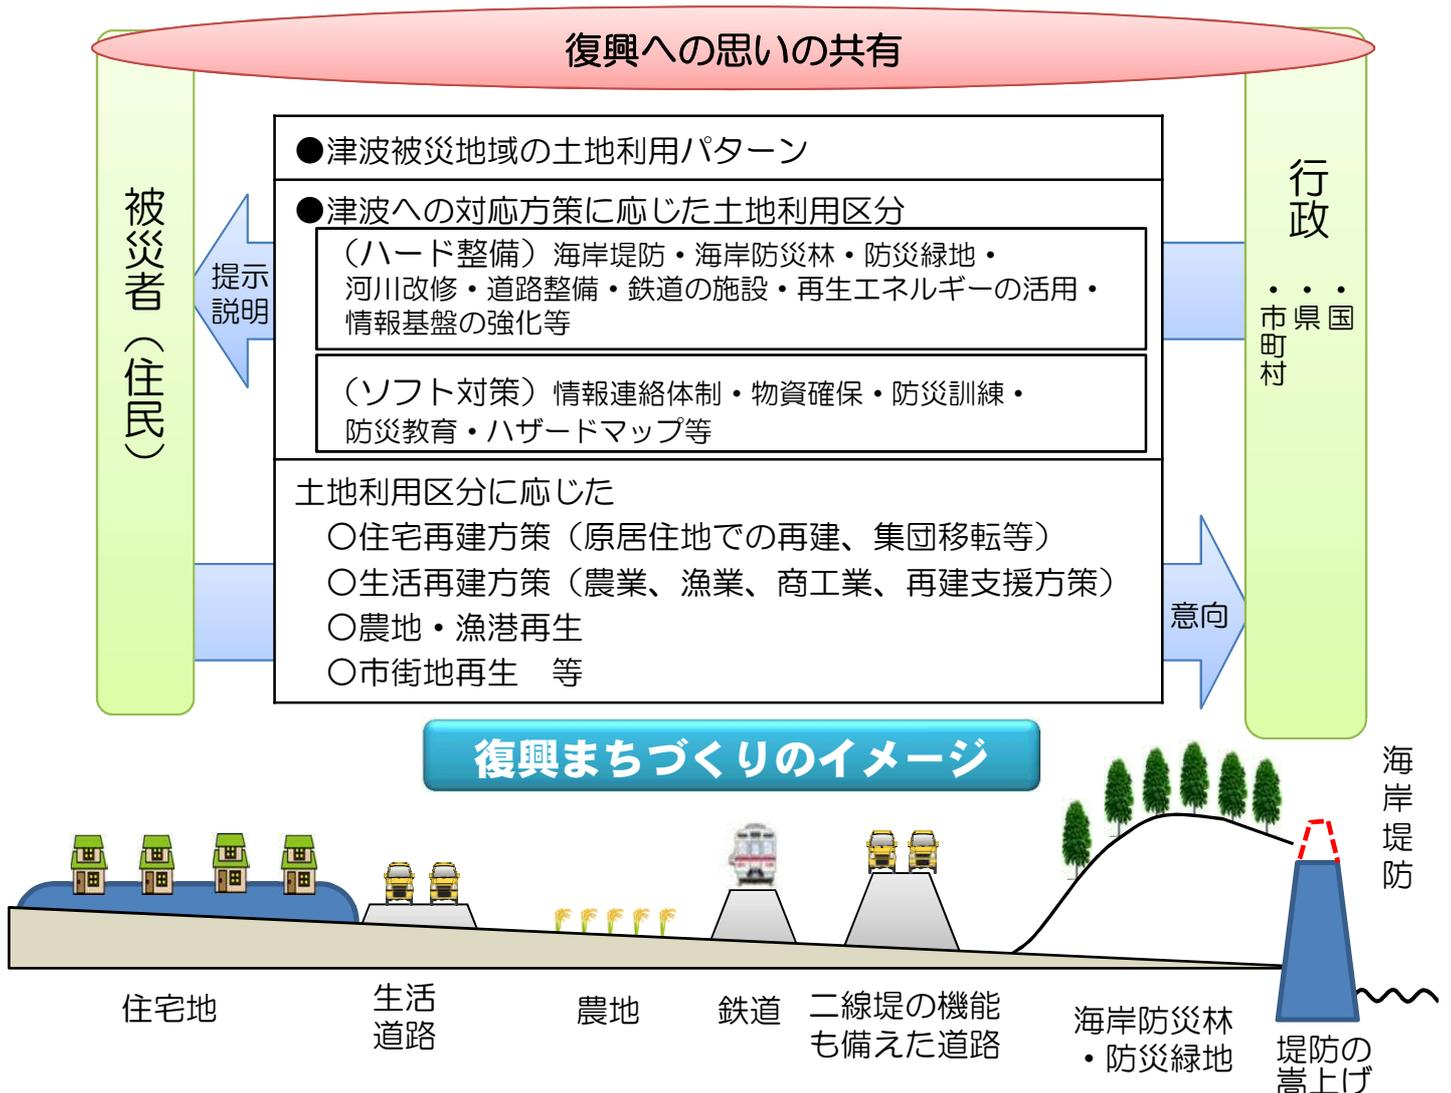 復興への思いの共有
被災者（住民）
提示
説明
●津波被災地域の土地利用パターン
●津波への対応方策に応じた土地利用区分
（ハード整備）海岸堤防・海岸防災林・防災緑地・
河川改修・道路整備・鉄道の施設・再生エネルギーの活用・
情報基盤の強化等
（ソフト対策）情報連絡体制・物資確保・防災訓練・
防災教育・ハザードマップ等
土地利用区分に応じた
〇住宅再建方策（原居住地での再建、集団移転等）
〇生活再建方策（農業、漁業、商工業、再建支援方策）
〇農地・漁港再生
〇市街地再生　等
行政
・国
・県
・市町村
意向
復興まちづくりのイメージ
海岸堤防
住宅地
生活
道路
農地
鉄道
二線堤の機能
も備えた道路
海岸防災林
・防災緑地
堤防の
嵩上げ